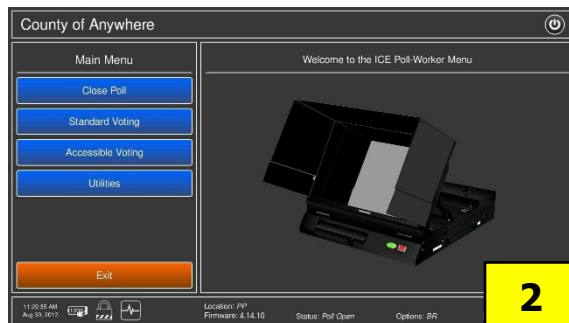 County of Anywhere
Main Menu
Welcome to the ICE Poll-Worker Menu
Close Poll
Standard Voting
Accessible Voting
Utilities
Exit
11:29:35 AM
Aug 30, 2012
100%
Location: PP
Firmware: 4.14.10
Status: Poll Open
Options: BR
2